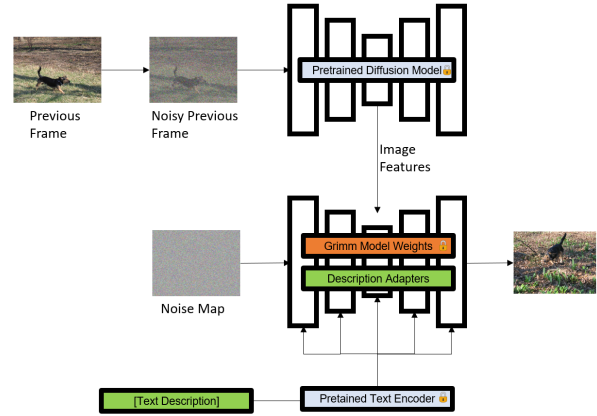 Pretrained Diffusion Model
Previous
Frame
Noisy Previous
Frame
Image
Features
Grimm Model Weights
Description Adapters
Noise Map
[Text Description]
Pretained Text Encoder